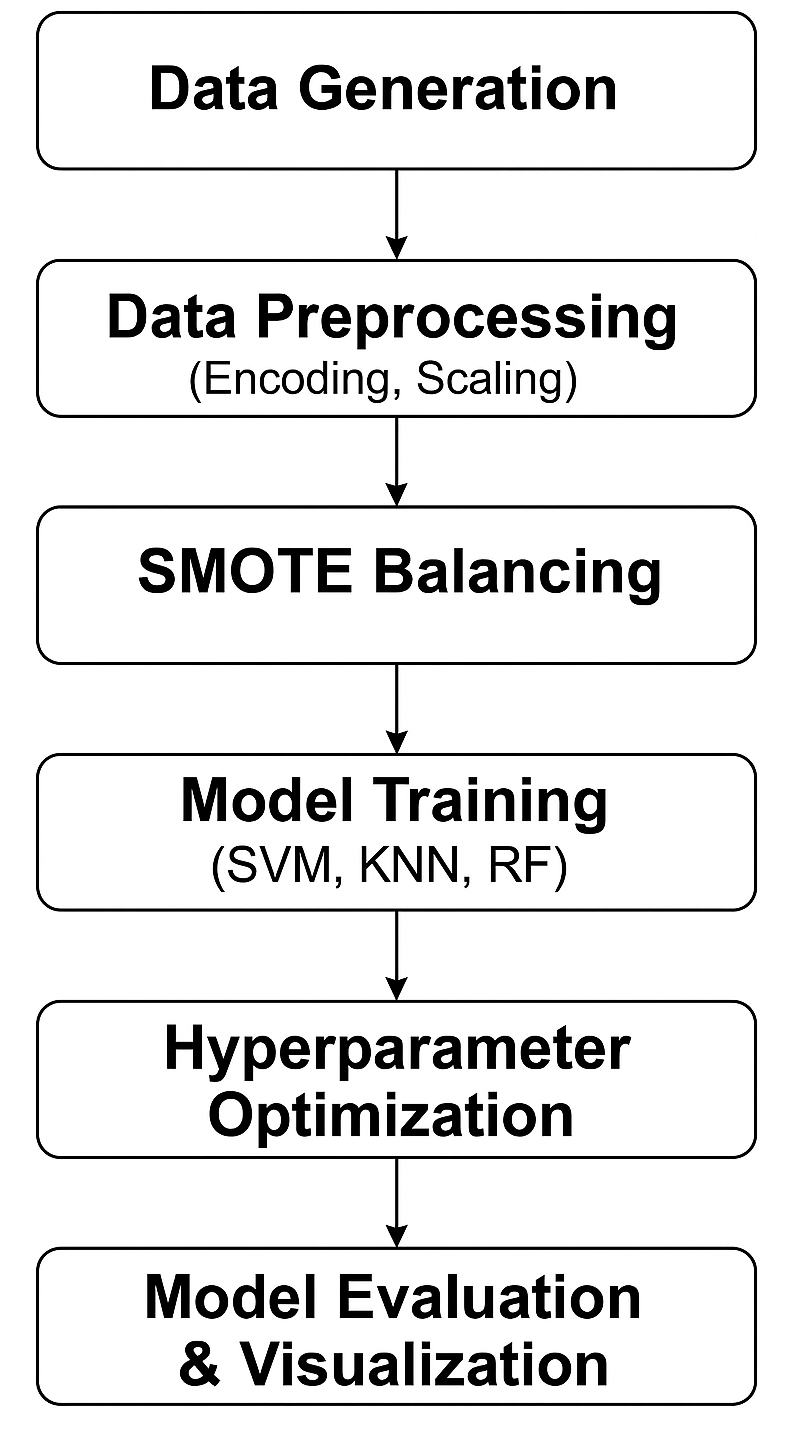 Data Generation
Data Preprocessing
(Encoding, Scaling)
SMOTE Balancing
Model Training
(SVM, KNN, RF)
Hyperparameter
Optimization
Model Evaluation
& Visualization